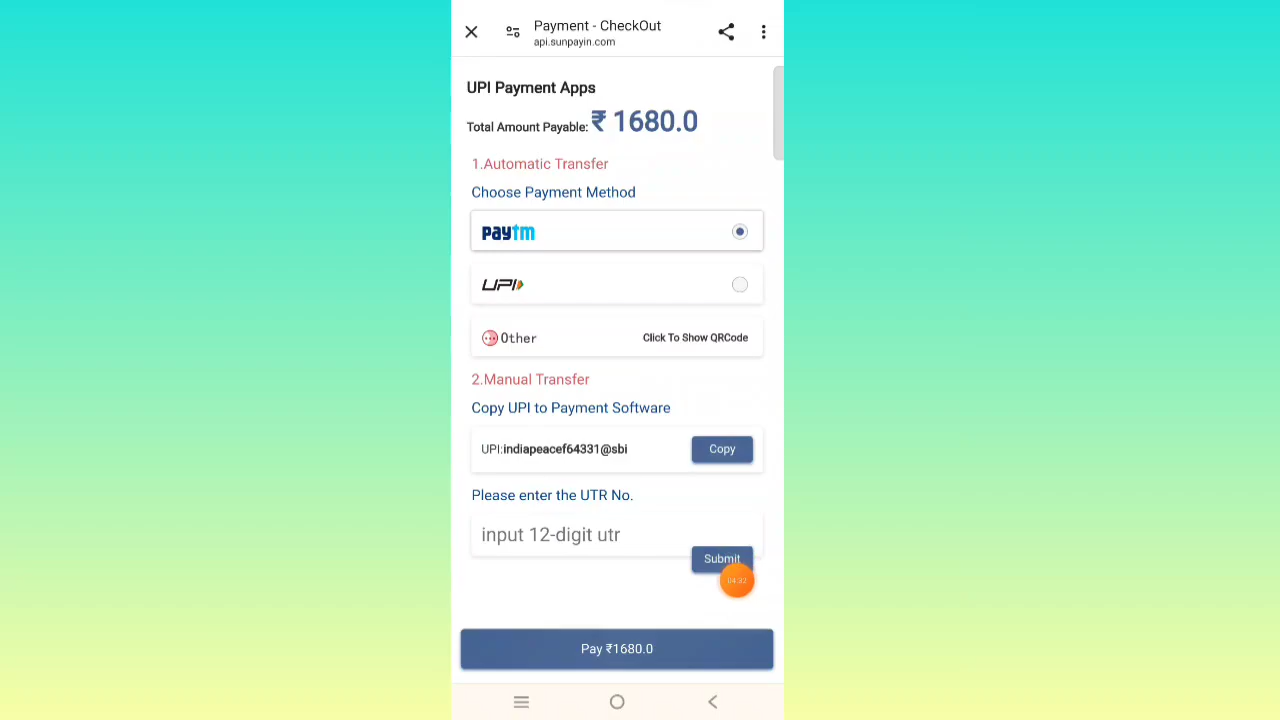 Payment - CheckOut
api.sunpayin.com
UPI Payment Apps
Total Amount Payable: ₹ 1680.0
1.Automatic Transfer
Choose Payment Method
paytm
UPI
Other Click To Show QRCode
2.Manual Transfer
Copy UPI to Payment Software
UPI:indiapeacef64331@sbi Copy
Please enter the UTR No.
input 12-digit utr
Submit
04:32
Pay ₹1680.0